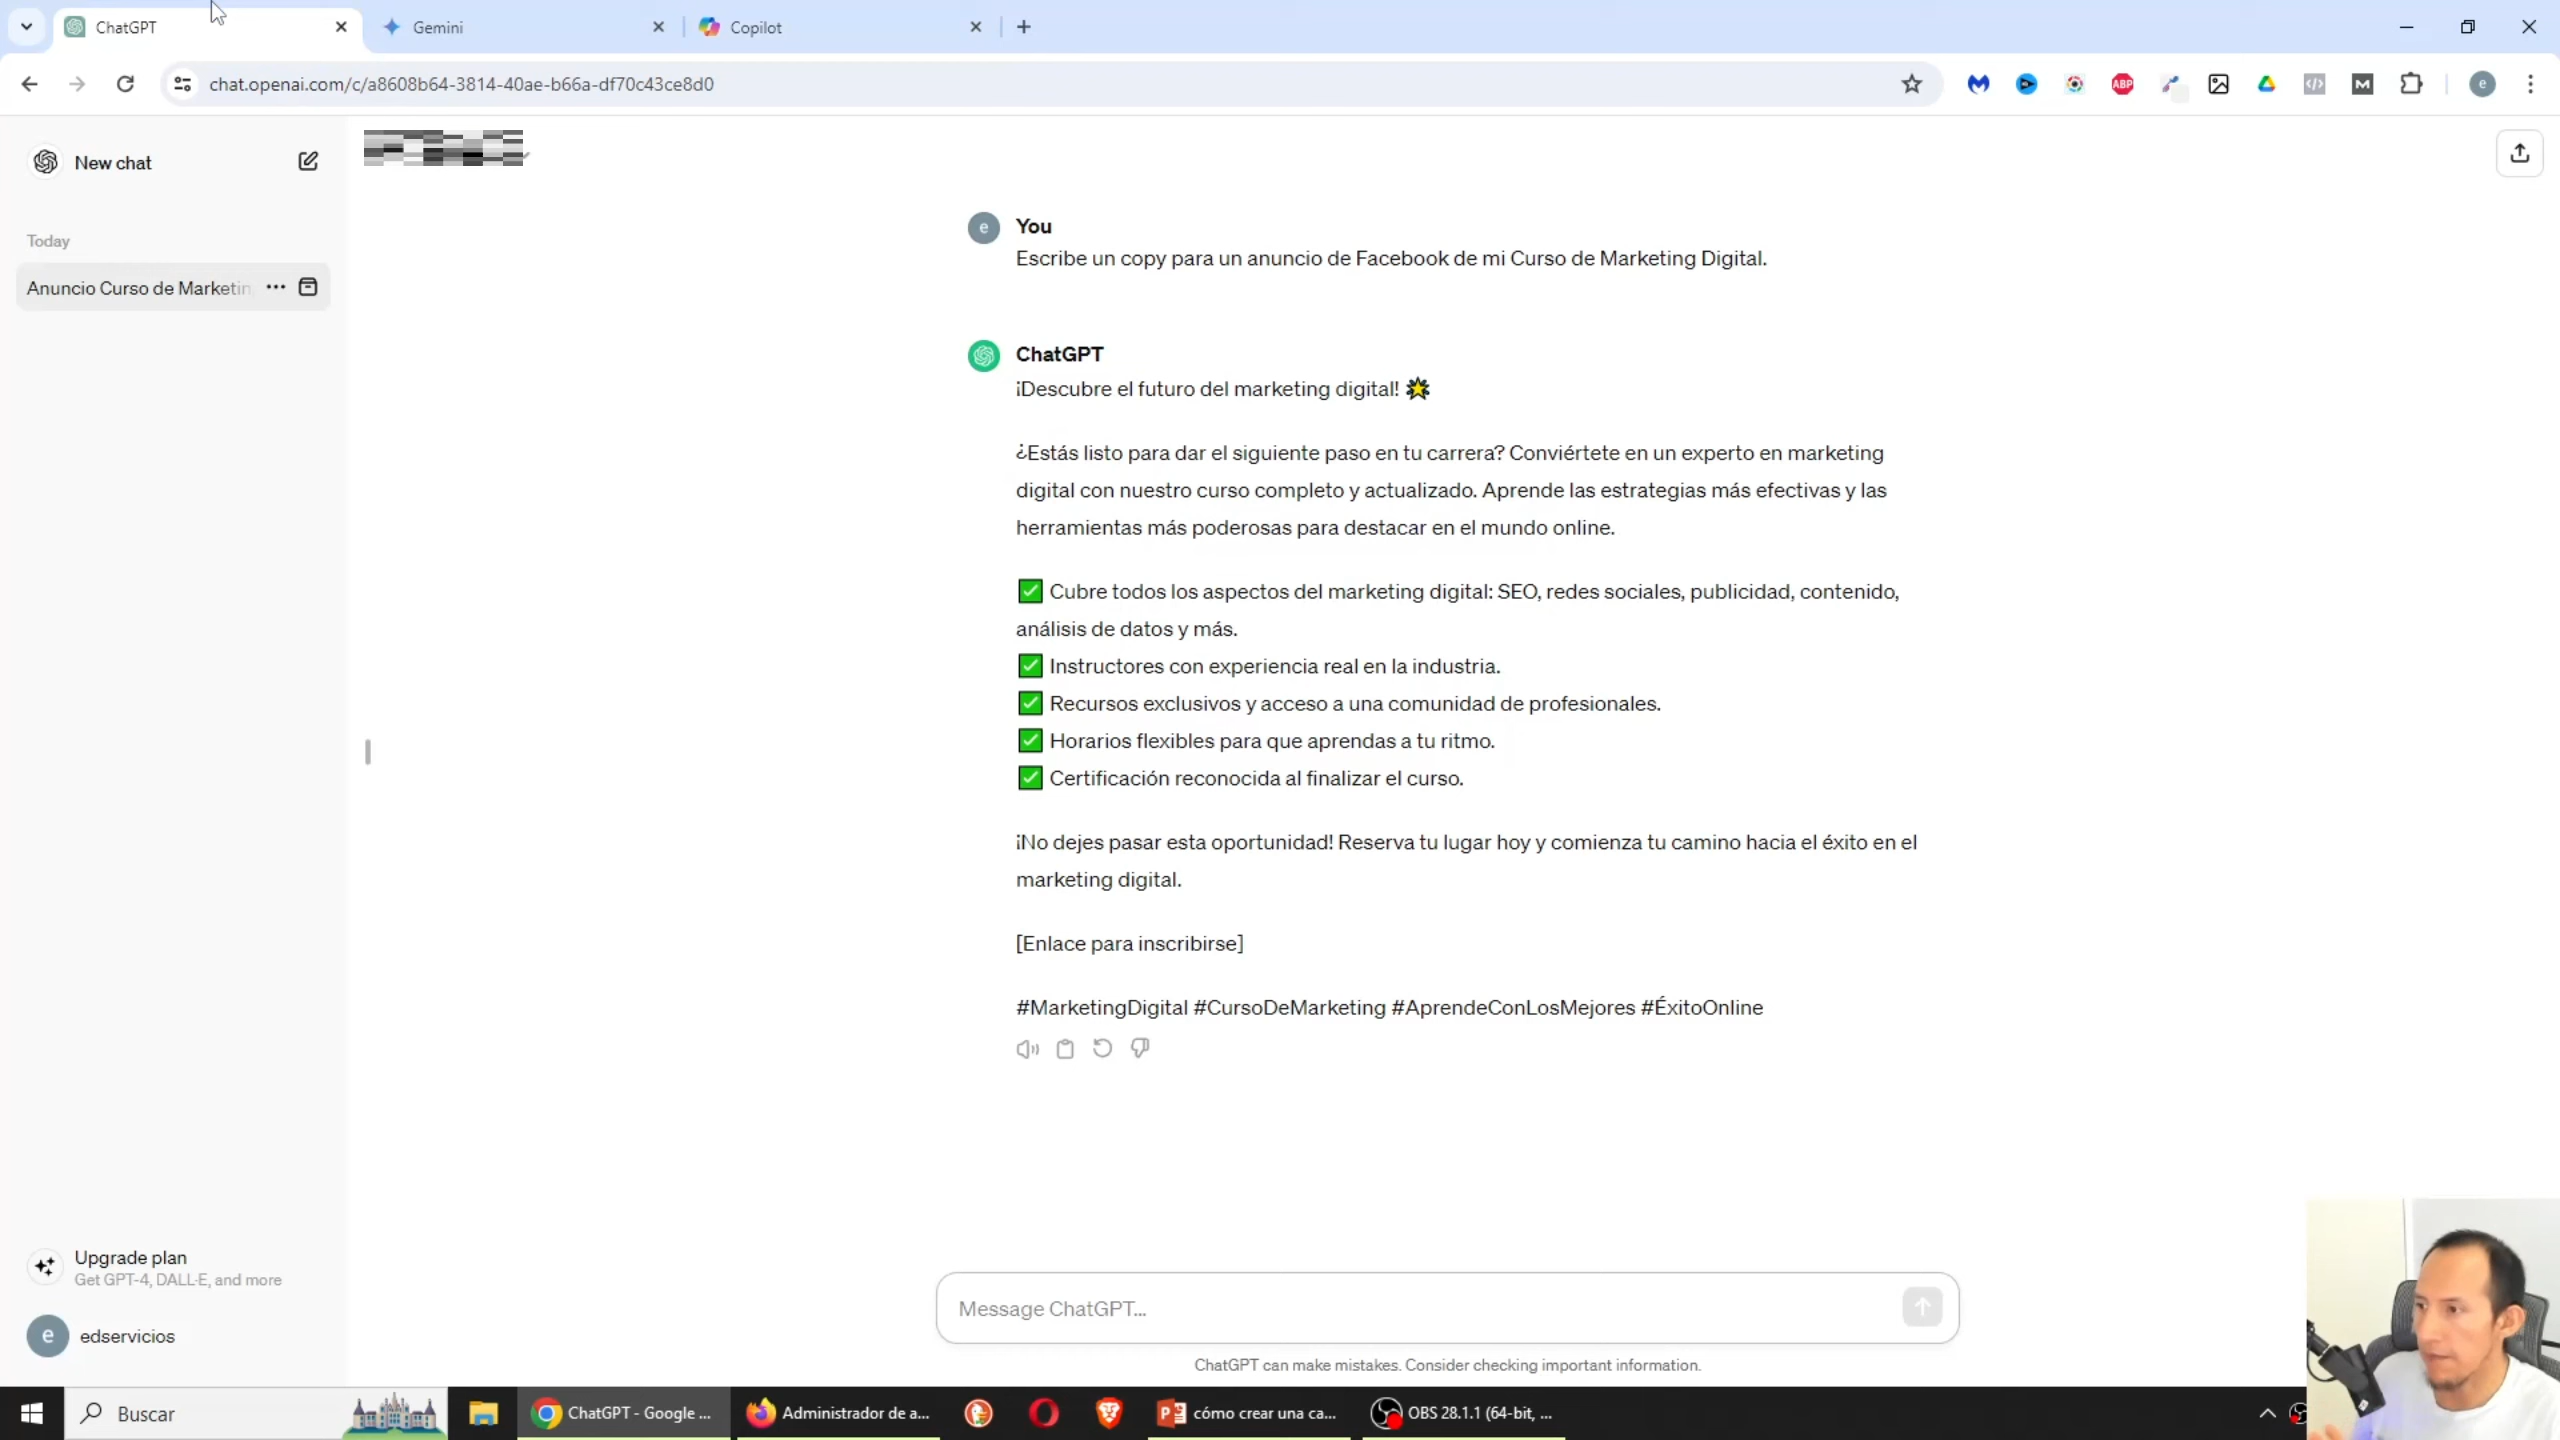 ChatGPT
Gemini
Copilot
chat.openai.com/c/a8608b64-3814-40ae-b66a-df70c43ce8d0
ABP
e
New chat
Today
Anuncio Curso de Marketin
e
You
Escribe un copy para un anuncio de Facebook de mi Curso de Marketing Digital.
ChatGPT
¡Descubre el futuro del marketing digital! 🌟
¿Estás listo para dar el siguiente paso en tu carrera? Conviértete en un experto en marketing
digital con nuestro curso completo y actualizado. Aprende las estrategias más efectivas y las
herramientas más poderosas para destacar en el mundo online.
✅ Cubre todos los aspectos del marketing digital: SEO, redes sociales, publicidad, contenido,
análisis de datos y más.
✅ Instructores con experiencia real en la industria.
✅ Recursos exclusivos y acceso a una comunidad de profesionales.
✅ Horarios flexibles para que aprendas a tu ritmo.
✅ Certificación reconocida al finalizar el curso.
¡No dejes pasar esta oportunidad! Reserva tu lugar hoy y comienza tu camino hacia el éxito en el
marketing digital.
[Enlace para inscribirse]
#MarketingDigital #CursoDeMarketing #AprendeConLosMejores #ÉxitoOnline
Upgrade plan
Get GPT-4, DALL·E, and more
e
edservicios
Message ChatGPT...
ChatGPT can make mistakes. Consider checking important information.
Buscar
ChatGPT - Google ...
Administrador de a...
cómo crear una ca...
OBS 28.1.1 (64-bit, ...